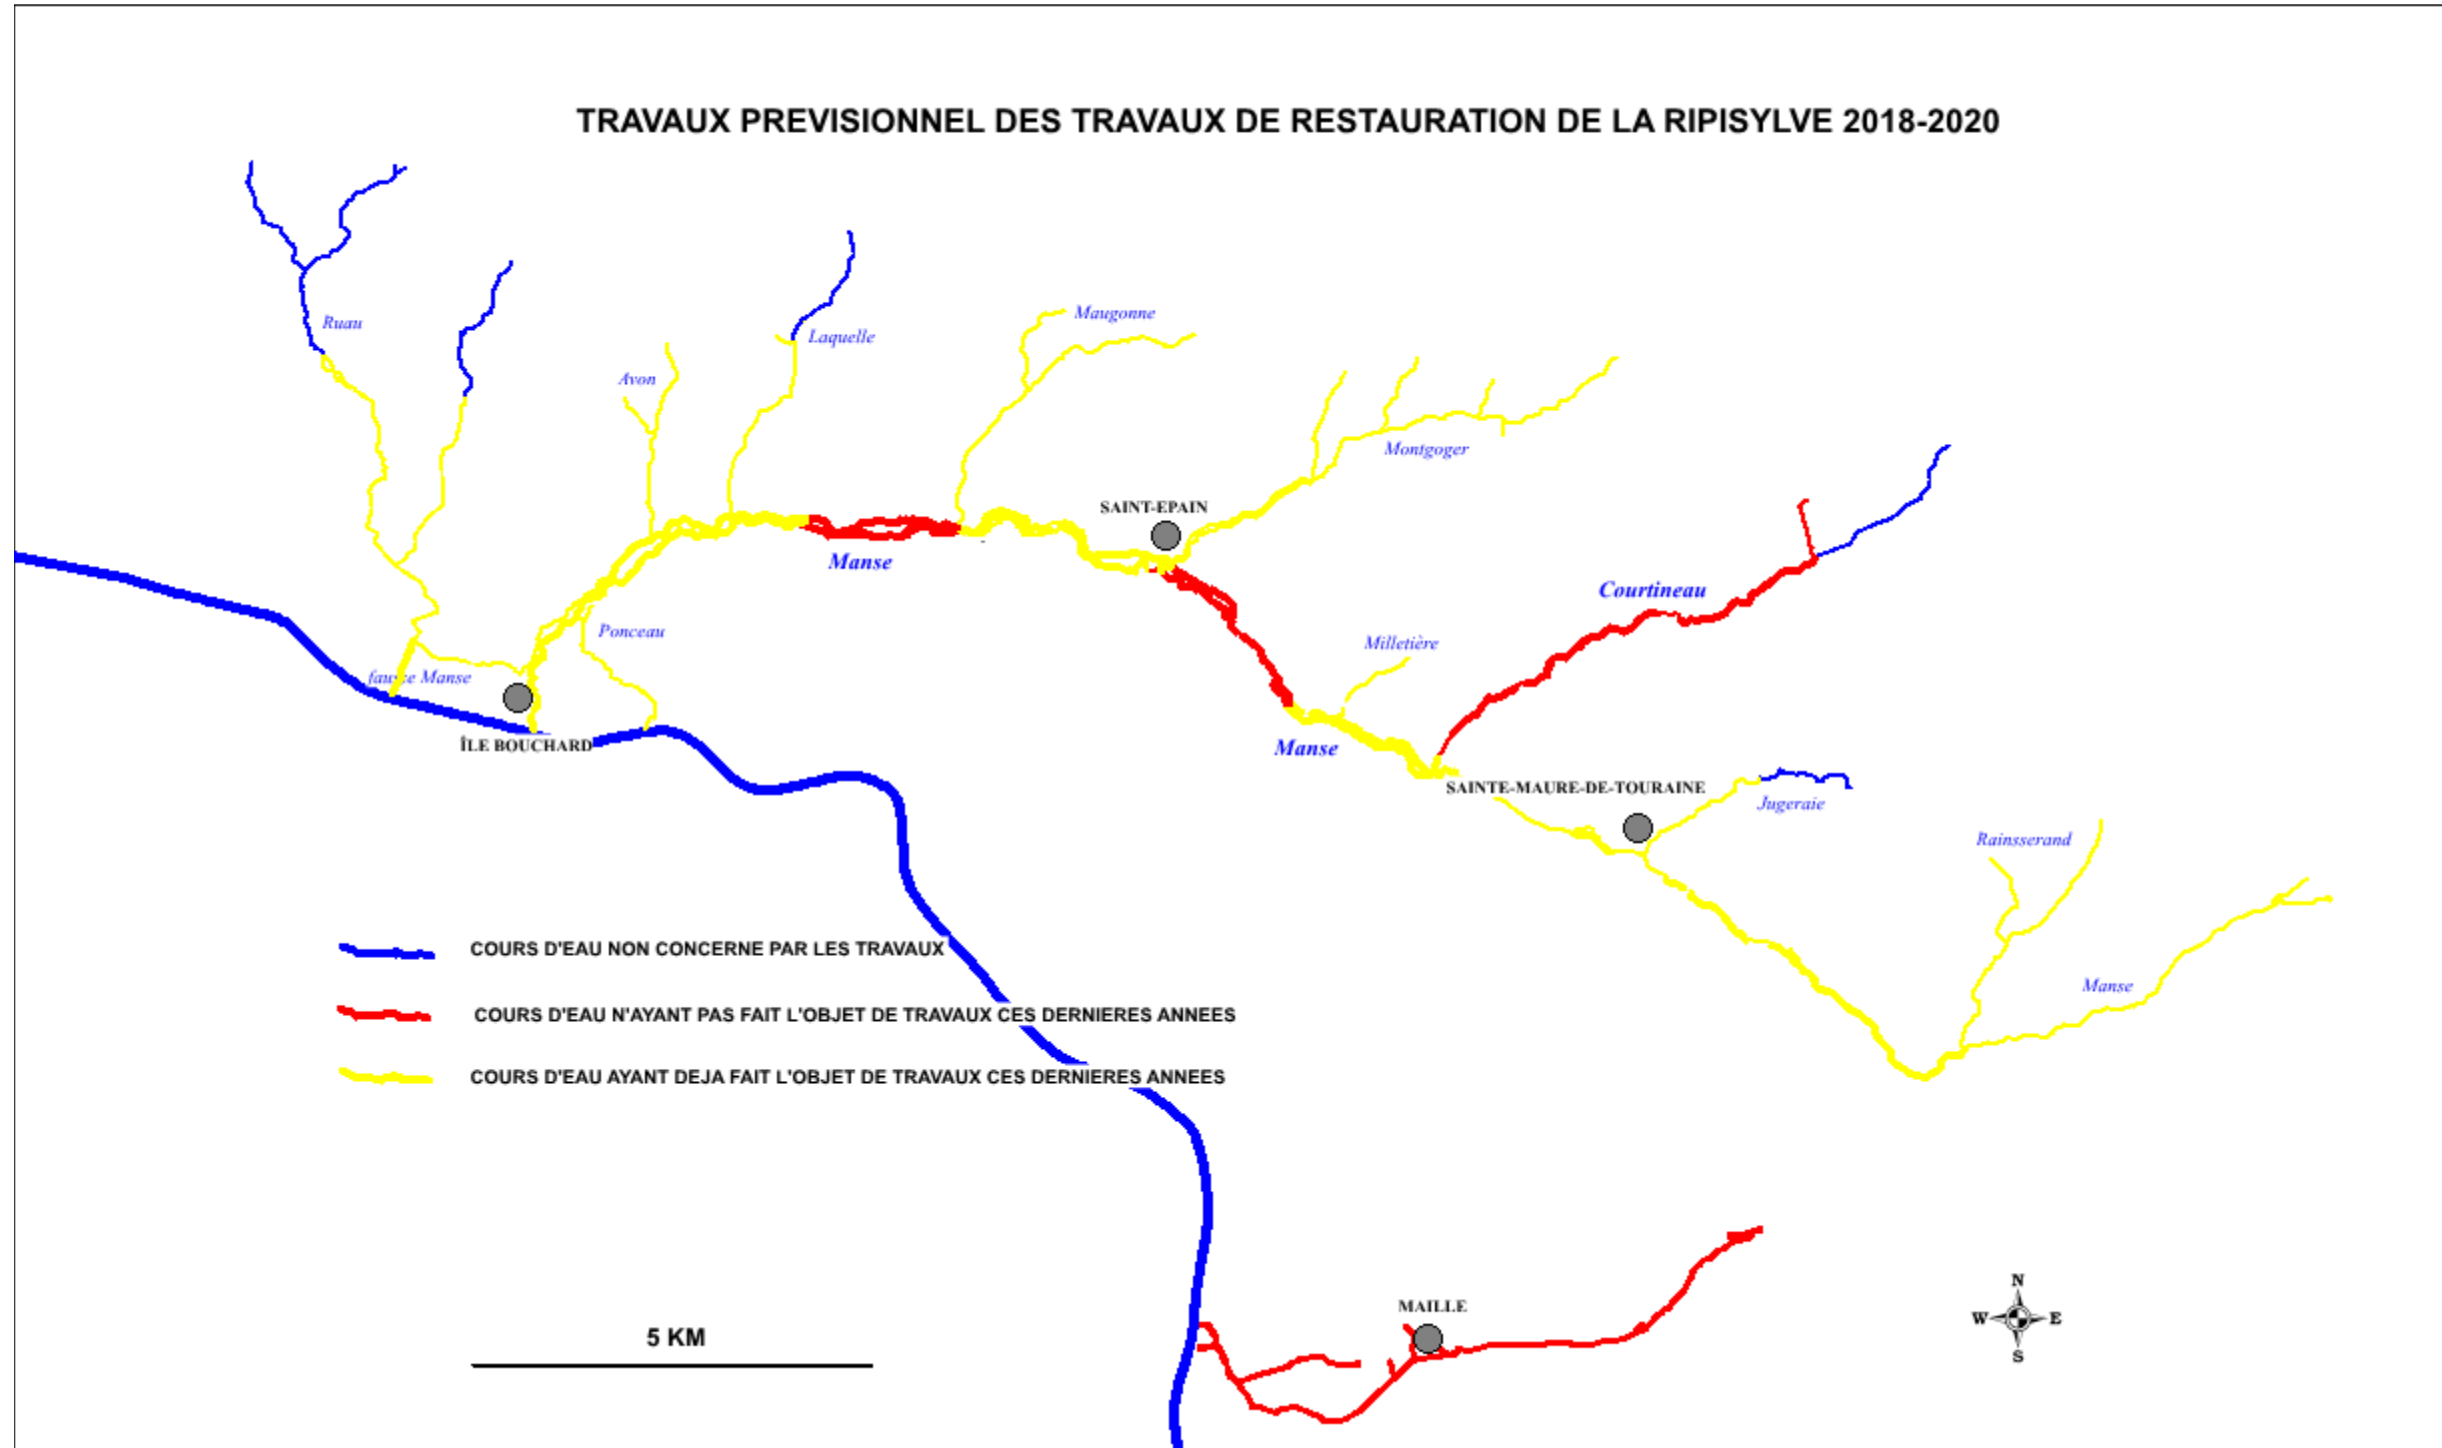 TRAVAUX PREVISIONNEL DES TRAVAUX DE RESTAURATION DE LA RIPISYLVE 2018-2020
Ruau
Laquelle
Maugonne
Avon
Montgoger
SAINT-EPAIN
Manse
Courtineau
Ponceau
Milletière
fausse Manse
ÎLE BOUCHARD
Manse
SAINTE-MAURE-DE-TOURAINE
Jugeraie
Rainsserand
Manse
COURS D'EAU NON CONCERNE PAR LES TRAVAUX
COURS D'EAU N'AYANT PAS FAIT L'OBJET DE TRAVAUX CES DERNIERES ANNEES
COURS D'EAU AYANT DEJA FAIT L'OBJET DE TRAVAUX CES DERNIERES ANNEES
MAILLE
5 KM
N
W E
S